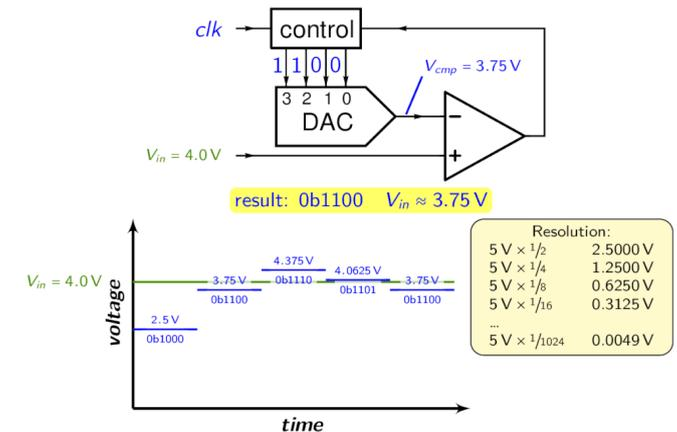 clk
control
1 1 0 0
V_cmp = 3.75 V
3 2 1 0
DAC
−
+
V_in = 4.0 V
result: 0b1100 V_in ≈ 3.75 V
Resolution:
5 V × 1/2 2.5000 V
5 V × 1/4 1.2500 V
5 V × 1/8 0.6250 V
5 V × 1/16 0.3125 V
...
5 V × 1/1024 0.0049 V
V_in = 4.0 V
voltage
2.5 V
0b1000
3.75 V
0b1100
4.375 V
0b1110
4.0625 V
0b1101
3.75 V
0b1100
time